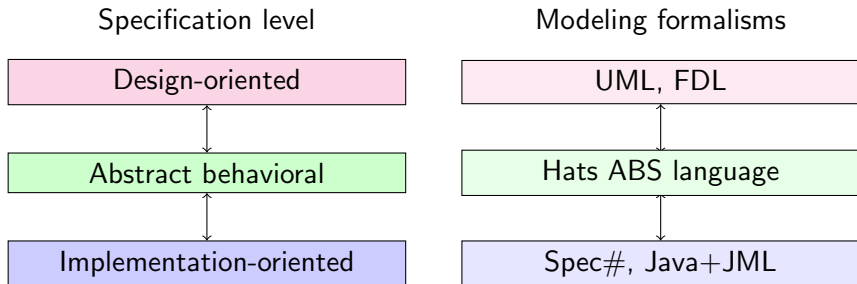 Specification level
Modeling formalisms
Design-oriented
UML, FDL
Abstract behavioral
Hats ABS language
Implementation-oriented
Spec#, Java+JML